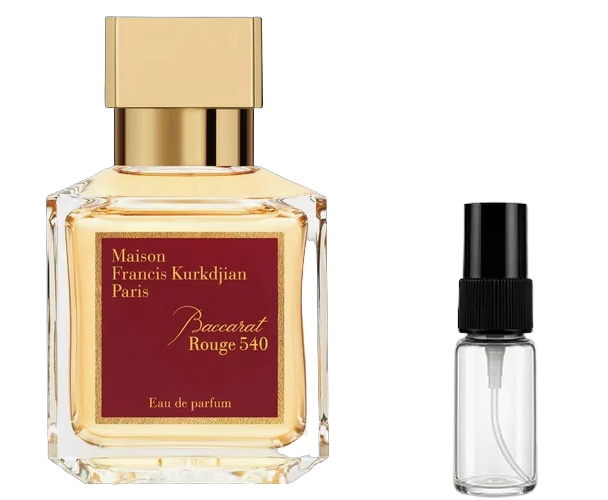 Maison
Francis Kurkdjian
Paris
Baccarat
Rouge 540
Eau de parfum